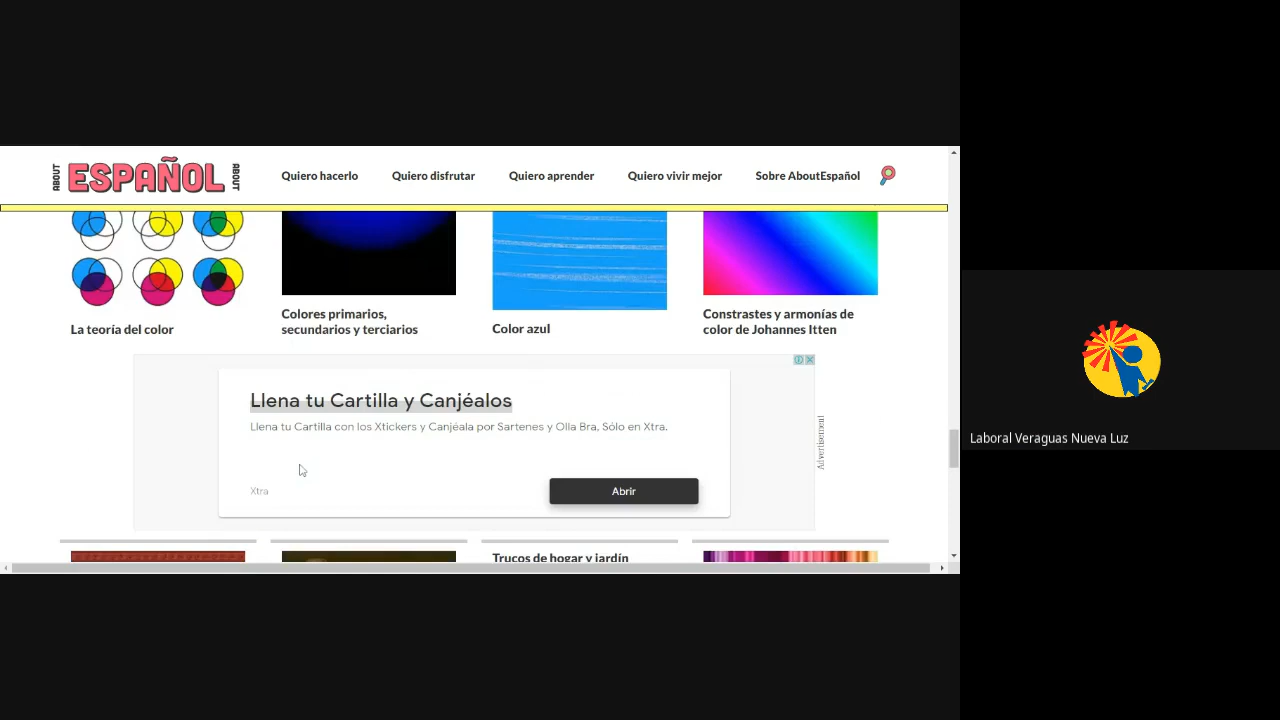 ABOUT ESPAÑOL ABOUT
Quiero hacerlo
Quiero disfrutar
Quiero aprender
Quiero vivir mejor
Sobre AboutEspañol
La teoría del color
Colores primarios,
secundarios y terciarios
Color azul
Constrastes y armonías de
color de Johannes Itten
Llena tu Cartilla y Canjéalos
Llena tu Cartilla con los Xtickers y Canjéala por Sartenes y Olla Bra, Sólo en Xtra.
Xtra
Abrir
Advertisement
Trucos de hogar y jardín
Laboral Veraguas Nueva Luz